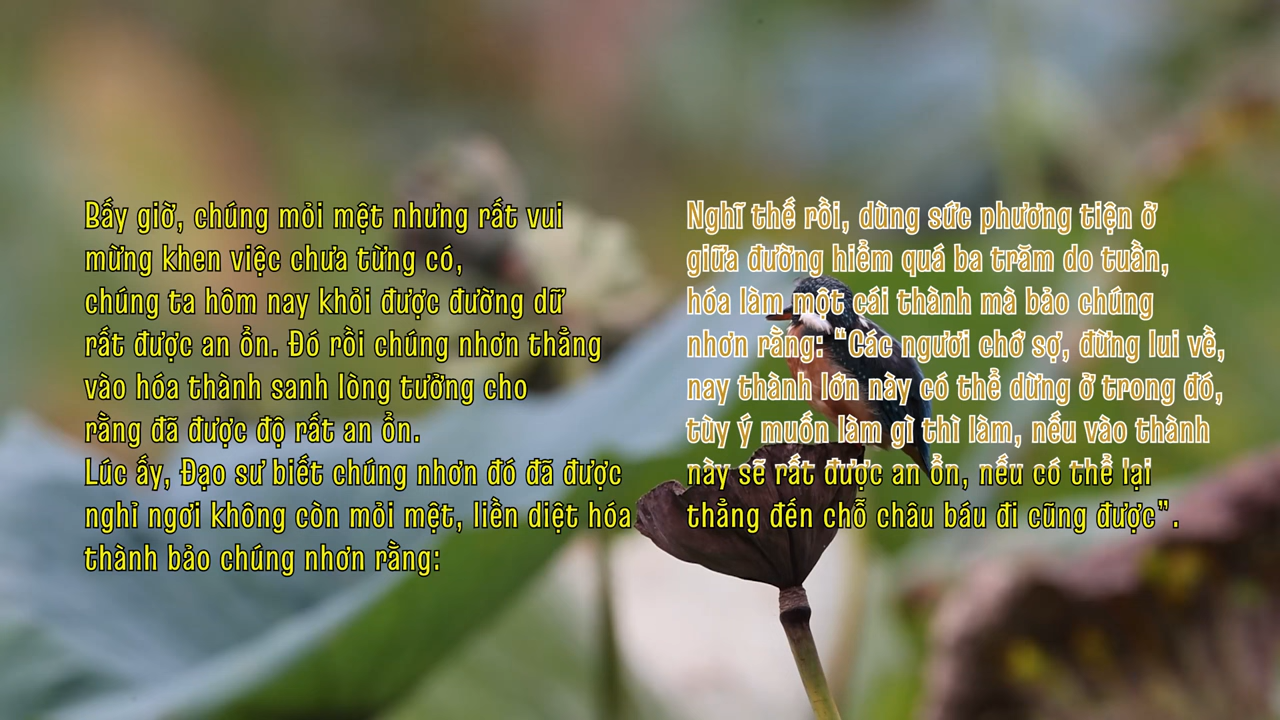 Bấy giờ, chúng mỏi mệt nhưng rất vui
mừng khen việc chưa từng có,
chúng ta hôm nay khỏi được đường dữ
rất được an ổn. Đó rồi chúng nhơn thẳng
vào hóa thành sanh lòng tưởng cho
rằng đã được độ rất an ổn.
Lúc ấy, Đạo sư biết chúng nhơn đó đã được
nghỉ ngơi không còn mỏi mệt, liền diệt hóa
thành bảo chúng nhơn rằng:
Nghĩ thế rồi, dùng sức phương tiện ở
giữa đường hiểm quá ba trăm do tuần,
hóa làm một cái thành mà bảo chúng
nhơn rằng: “Các ngươi chớ sợ, đừng lui về,
nay thành lớn này có thể dừng ở trong đó,
tùy ý muốn làm gì thì làm, nếu vào thành
này sẽ rất được an ổn, nếu có thể lại
thẳng đến chỗ châu báu đi cũng được”.